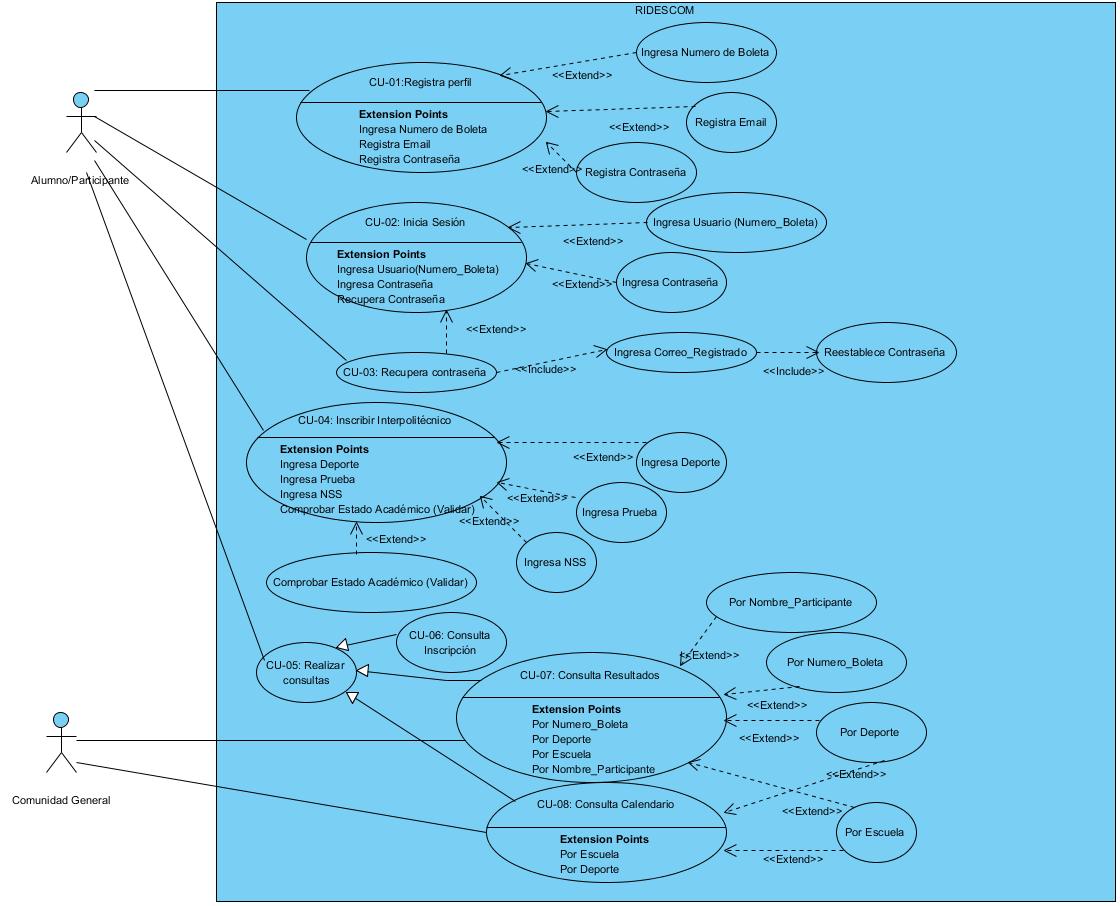 RIDESCOM
Ingresa Numero de Boleta
<<Extend>>
CU-01:Registra perfil
Extension Points
Ingresa Numero de Boleta
Registra Email
Registra Contraseña
Registra Email
<<Extend>>
Registra Contraseña
<<Extend>>
Alumno/Participante
CU-02: Inicia Sesión
Extension Points
Ingresa Usuario(Numero_Boleta)
Ingresa Contraseña
Recupera Contraseña
Ingresa Usuario (Numero_Boleta)
<<Extend>>
Ingresa Contraseña
<<Extend>>
<<Extend>>
CU-03: Recupera contraseña
<<Include>>
Ingresa Correo_Registrado
<<Include>>
Reestablece Contraseña
CU-04: Inscribir Interpolitécnico
Extension Points
Ingresa Deporte
Ingresa Prueba
Ingresa NSS
Comprobar Estado Académico (Validar)
<<Extend>>
Ingresa Deporte
<<Extend>>
Ingresa Prueba
<<Extend>>
Ingresa NSS
<<Extend>>
Comprobar Estado Académico (Validar)
CU-05: Realizar
consultas
CU-06: Consulta
Inscripción
CU-07: Consulta Resultados
Extension Points
Por Numero_Boleta
Por Deporte
Por Escuela
Por Nombre_Participante
Por Nombre_Participante
<<Extend>>
Por Numero_Boleta
<<Extend>>
Por Deporte
<<Extend>>
<<Extend>>
<<Extend>>
Por Escuela
<<Extend>>
CU-08: Consulta Calendario
Extension Points
Por Escuela
Por Deporte
Comunidad General